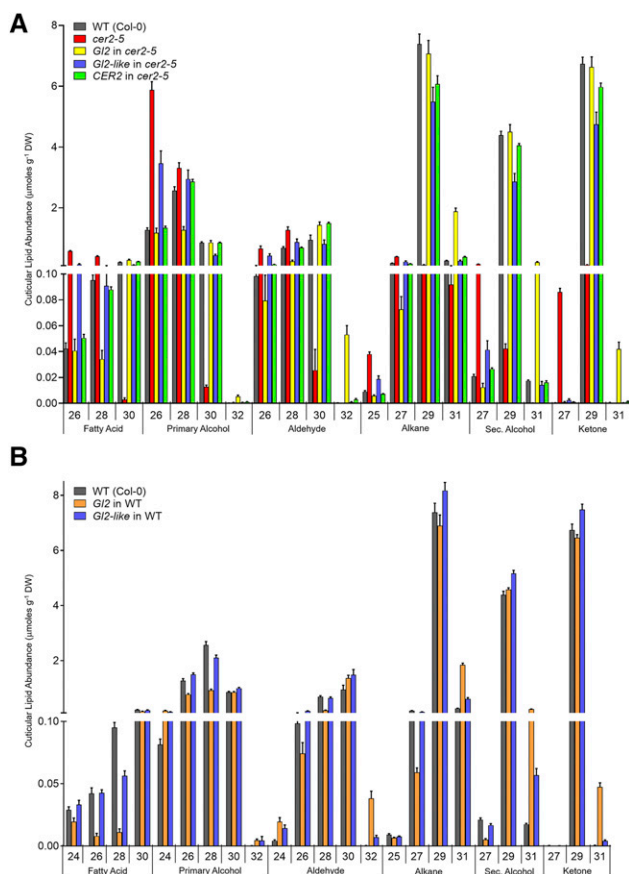 A
WT (Col-0)
cer2-5
Gl2 in cer2-5
Gl2-like in cer2-5
CER2 in cer2-5
Cuticular Lipid Abundance (µmoles g-1 DW)
8
6
4
2
0.10
0.08
0.06
0.04
0.02
0.00
26 28 30 26 28 30 32 26 28 30 32 25 27 29 31 27 29 31 27 29 31
Fatty Acid Primary Alcohol Aldehyde Alkane Sec. Alcohol Ketone
B
WT (Col-0)
Gl2 in WT
Gl2-like in WT
Cuticular Lipid Abundance (µmoles g-1 DW)
8
6
4
2
0.10
0.05
0.00
24 26 28 30 24 26 28 30 32 24 26 28 30 32 25 27 29 31 27 29 31 27 29 31
Fatty Acid Primary Alcohol Aldehyde Alkane Sec. Alcohol Ketone